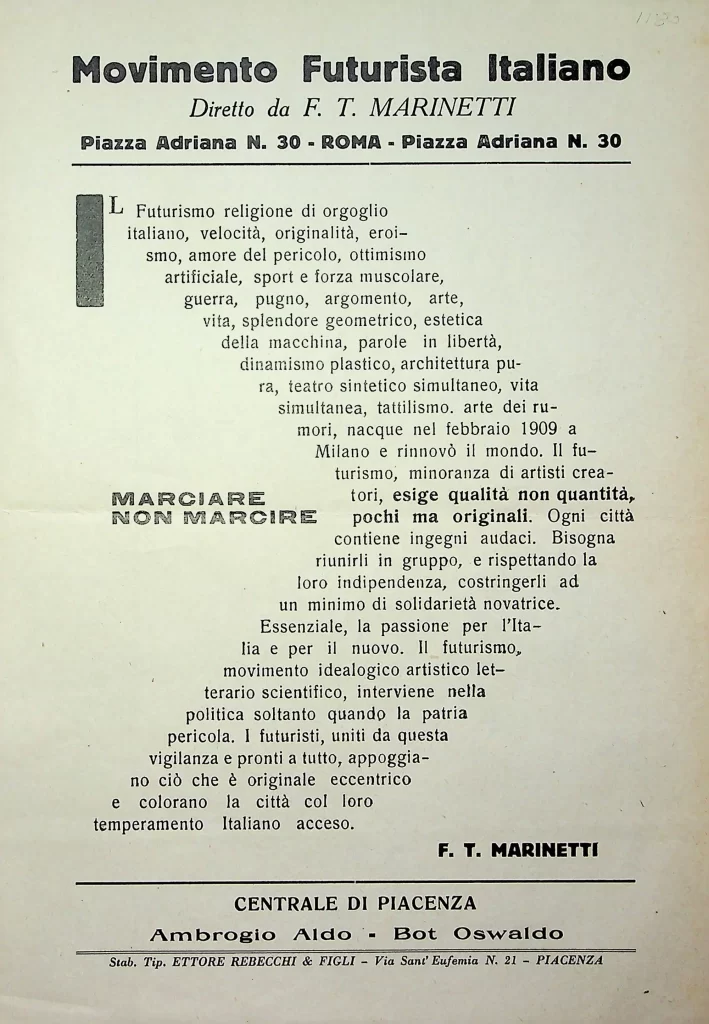 Movimento Futurista Italiano
Diretto da F. T. MARINETTI
Piazza Adriana N. 30 - ROMA - Piazza Adriana N. 30
IL Futurismo religione di orgoglio
italiano, velocità, originalità, eroi-
smo, amore del pericolo, ottimismo
artificiale, sport e forza muscolare,
guerra, pugno, argomento, arte,
vita, splendore geometrico, estetica
della macchina, parole in libertà,
dinamismo plastico, architettura pu-
ra, teatro sintetico simultaneo, vita
simultanea, tattilismo. arte dei ru-
mori, nacque nel febbraio 1909 a
Milano e rinnovò il mondo. Il fu-
turismo, minoranza di artisti crea-
tori, esige qualità non quantità,
pochi ma originali. Ogni città
contiene ingegni audaci. Bisogna
riunirli in gruppo, e rispettando la
loro indipendenza, costringerli ad
un minimo di solidarietà novatrice.
Essenziale, la passione per l'Ita-
lia e per il nuovo. Il futurismo,
movimento idealogico artistico let-
terario scientifico, interviene nella
politica soltanto quando la patria
pericola. I futuristi, uniti da questa
vigilanza e pronti a tutto, appoggia-
no ciò che è originale eccentrico
e colorano la città col loro
temperamento Italiano acceso.
MARCIARE
NON MARCIRE
F. T. MARINETTI
CENTRALE DI PIACENZA
Ambrogio Aldo - Bot Oswaldo
Stab. Tip. ETTORE REBECCHI & FIGLI - Via Sant' Eufemia N. 21 - PIACENZA